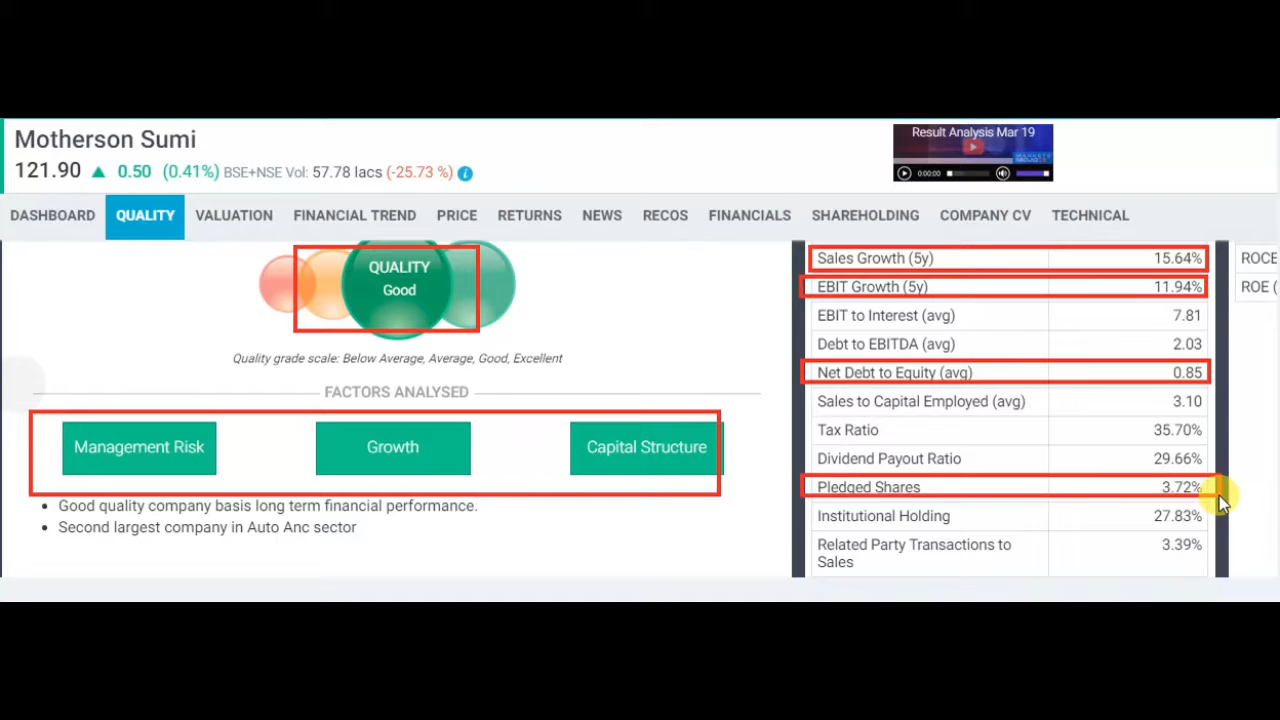 Motherson Sumi
121.90 ▲ 0.50 (0.41%) BSE+NSE Vol: 57.78 lacs (-25.73 %) i
Result Analysis Mar 19
0:00:00
DASHBOARD QUALITY VALUATION FINANCIAL TREND PRICE RETURNS NEWS RECOS FINANCIALS SHAREHOLDING COMPANY CV TECHNICAL
QUALITY
Good
Quality grade scale: Below Average, Average, Good, Excellent
FACTORS ANALYSED
Management Risk Growth Capital Structure
• Good quality company basis long term financial performance.
• Second largest company in Auto Anc sector
Sales Growth (5y) 15.64%
EBIT Growth (5y) 11.94%
EBIT to Interest (avg) 7.81
Debt to EBITDA (avg) 2.03
Net Debt to Equity (avg) 0.85
Sales to Capital Employed (avg) 3.10
Tax Ratio 35.70%
Dividend Payout Ratio 29.66%
Pledged Shares 3.72%
Institutional Holding 27.83%
Related Party Transactions to 3.39%
Sales
ROCE
ROE (